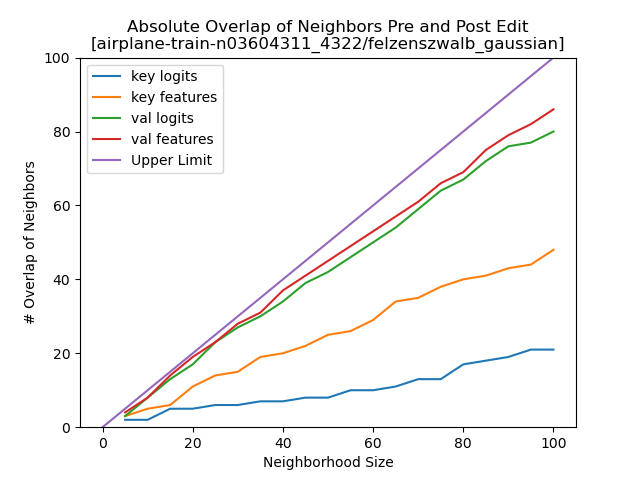 Absolute Overlap of Neighbors Pre and Post Edit
[airplane-train-n03604311_4322/felzenszwalb_gaussian]
key logits
key features
val logits
val features
Upper Limit
# Overlap of Neighbors
100
80
60
40
20
0
0 20 40 60 80 100
Neighborhood Size